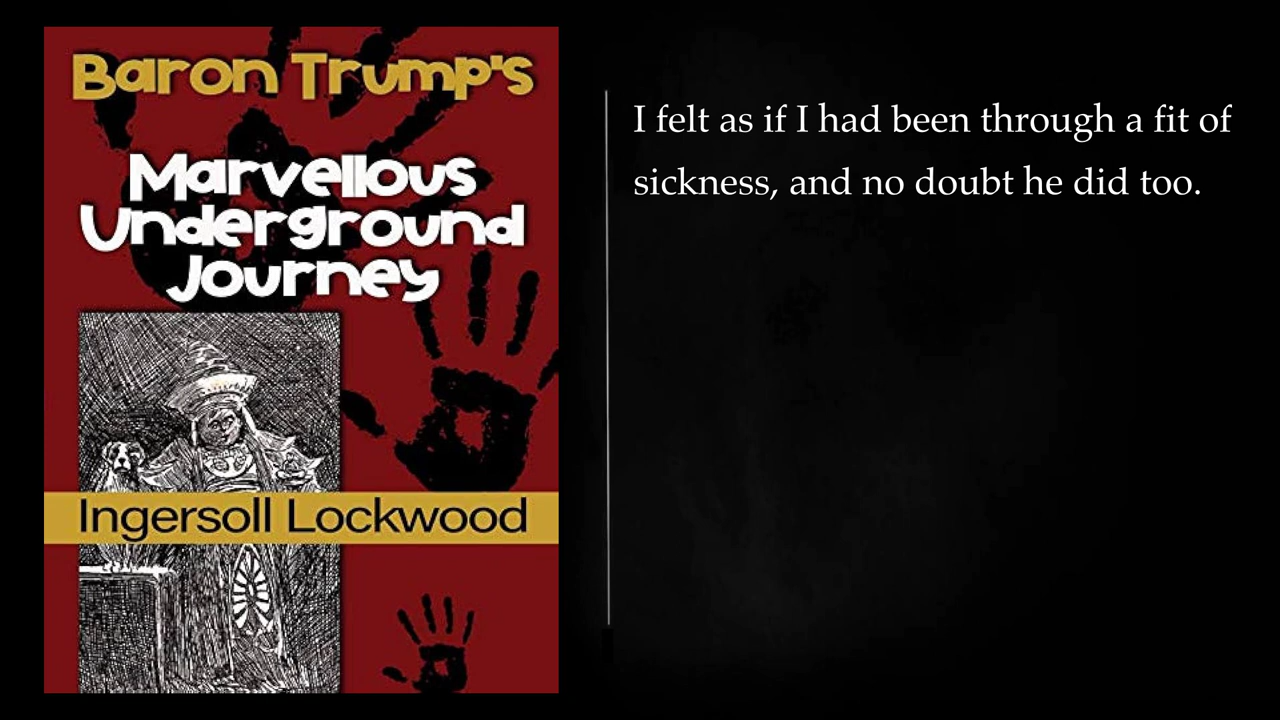 Baron Trump's
Marvellous
Underground
Journey
Ingersoll Lockwood
I felt as if I had been through a fit of
sickness, and no doubt he did too.